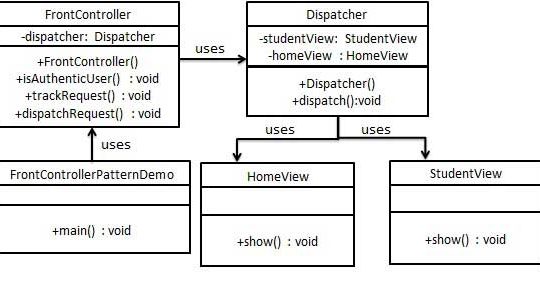 FrontController
-dispatcher: Dispatcher
+FrontController()
+isAuthenticUser() : void
+trackRequest() : void
+dispatchRequest() : void
uses
Dispatcher
-studentView: StudentView
-homeView : HomeView
+Dispatcher()
+dispatch():void
uses
uses
uses
FrontControllerPatternDemo
+main() : void
HomeView
+show() : void
StudentView
+show() : void